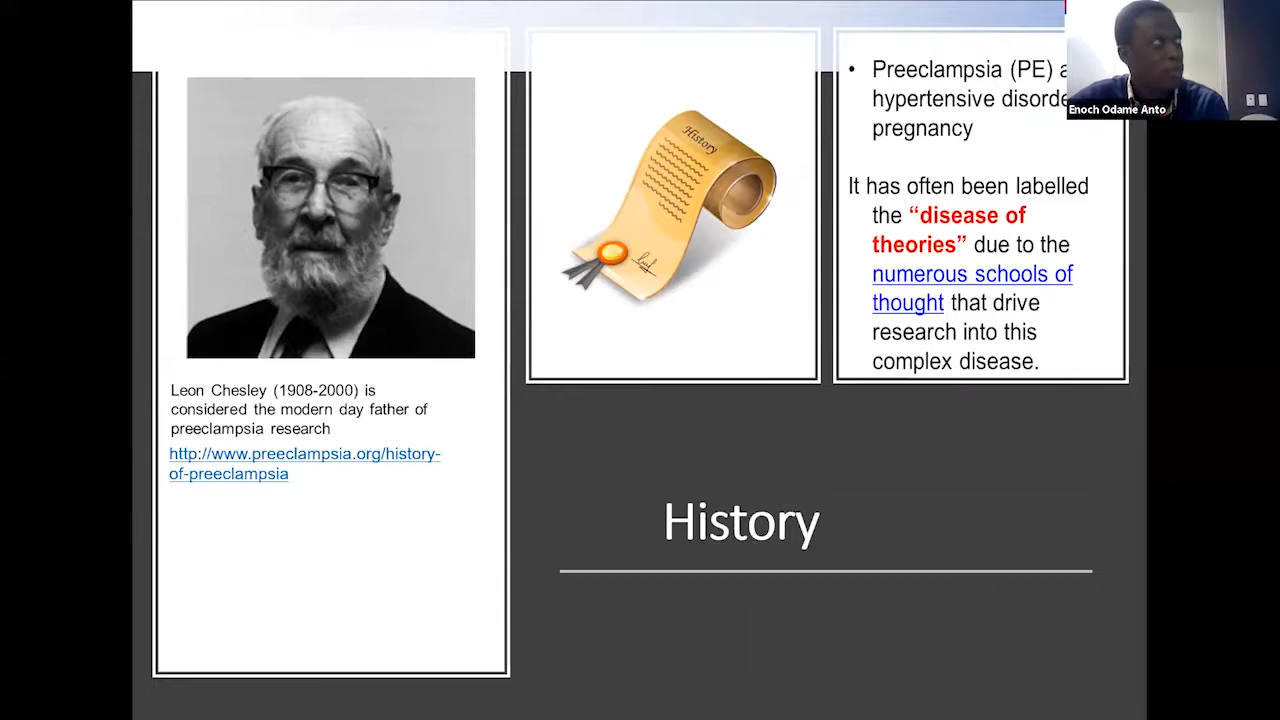 Leon Chesley (1908-2000) is
considered the modern day father of
preeclampsia research
http://www.preeclampsia.org/history-
of-preeclampsia
History
• Preeclampsia (PE)
hypertensive
pregnancy
It has often been labelled
the “disease of
theories” due to the
numerous schools of
thought that drive
research into this
complex disease.
Enoch Odame Anto
History